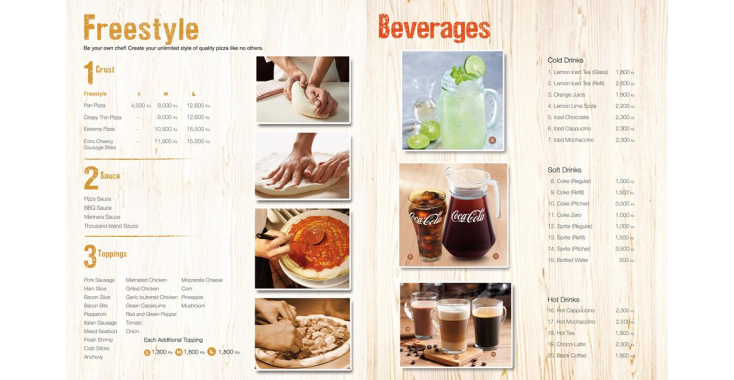 Freestyle
Be your own chef! Create your unlimited style of quality pizza like no others.
1 Crust
Freestyle S M L
Pan Pizza 4,500 Ks 9,000 Ks 12,600 Ks
Crispy Thin Pizza - 9,000 Ks 12,600 Ks
Extreme Pizza - 10,500 Ks 15,500 Ks
Extra Cheesy - 11,800 Ks 15,500 Ks
Sausage Bites
2 Sauce
Pizza Sauce
BBQ Sauce
Marinara Sauce
Thousand Island Sauce
3 Toppings
Pork Sausage Marinated Chicken Mozzarella Cheese
Ham Slice Grilled Chicken Corn
Bacon Slice Garlic-buttered Chicken Pineapple
Bacon Bits Green Capsicums Mushroom
Pepperoni Red and Green Pepper
Italian Sausage Tomato
Mixed Seafood Onion
Fresh Shrimp
Crab Sticks
Anchovy
Each Additional Topping
S 1,300 Ks M 1,600 Ks L 1,800 Ks
Beverages
Coca-Cola
Coca-Cola
Cold Drinks
1. Lemon Iced Tea (Glass) 1,800 Ks
2. Lemon Iced Tea (Refill) 2,600 Ks
3. Orange Juice 1,800 Ks
4. Lemon Lime Soda 2,200 Ks
5. Iced Chocolate 2,300 Ks
6. Iced Cappucino 2,300 Ks
7. Iced Mochaccino 2,300 Ks
Soft Drinks
8. Coke (Regular) 1,000 Ks
9. Coke (Refill) 1,500 Ks
10. Coke (Pitcher) 3,500 Ks
11. Coke Zero 1,000 Ks
12. Sprite (Regular) 1,000 Ks
13. Sprite (Refill) 1,500 Ks
14. Sprite (Pitcher) 3,500 Ks
15. Bottled Water 500 Ks
Hot Drinks
16. Hot Cappucino 2,300 Ks
17. Hot Mochaccino 2,300 Ks
18. Hot Tea 1,900 Ks
19. Choco-Latte 2,300 Ks
20. Black Coffee 1,800 Ks